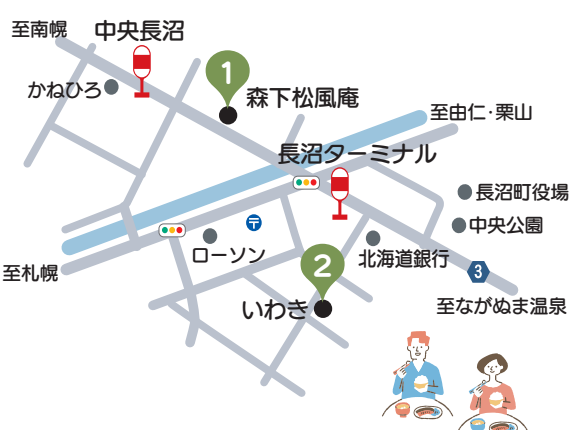 至南幌
中央長沼
かねひろ
1
森下松風庵
至由仁・栗山
長沼ターミナル
長沼町役場
中央公園
〒
ローソン
北海道銀行
至札幌
2
3
いわき
至ながぬま温泉